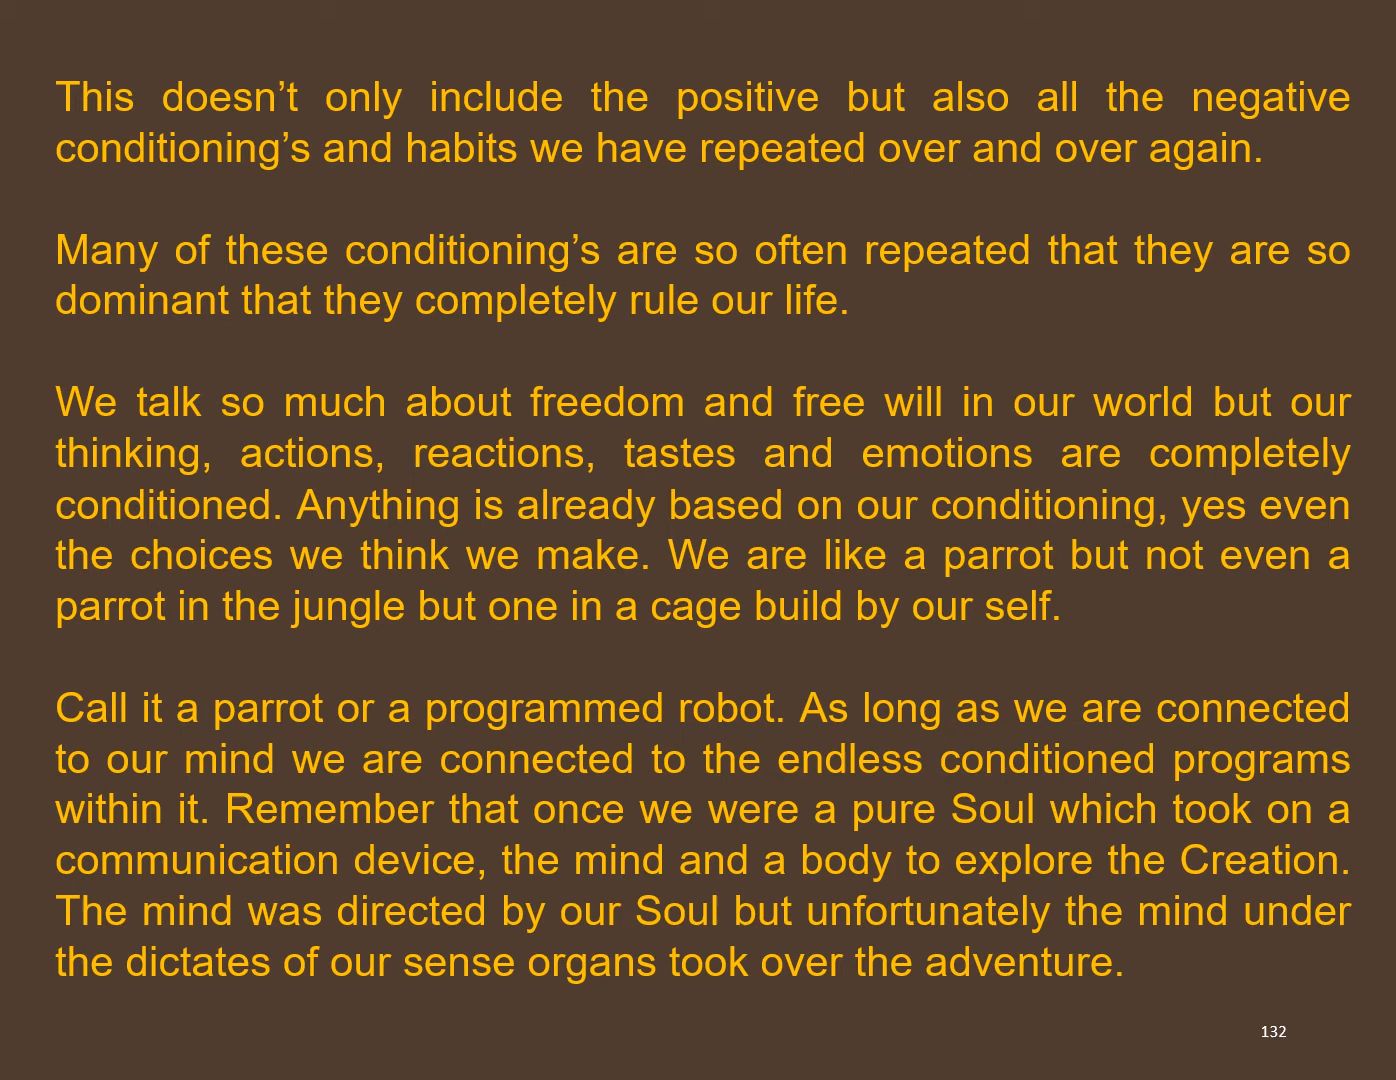 This doesn’t only include the positive but also all the negative
conditioning’s and habits we have repeated over and over again.
Many of these conditioning’s are so often repeated that they are so
dominant that they completely rule our life.
We talk so much about freedom and free will in our world but our
thinking, actions, reactions, tastes and emotions are completely
conditioned. Anything is already based on our conditioning, yes even
the choices we think we make. We are like a parrot but not even a
parrot in the jungle but one in a cage build by our self.
Call it a parrot or a programmed robot. As long as we are connected
to our mind we are connected to the endless conditioned programs
within it. Remember that once we were a pure Soul which took on a
communication device, the mind and a body to explore the Creation.
The mind was directed by our Soul but unfortunately the mind under
the dictates of our sense organs took over the adventure.
132